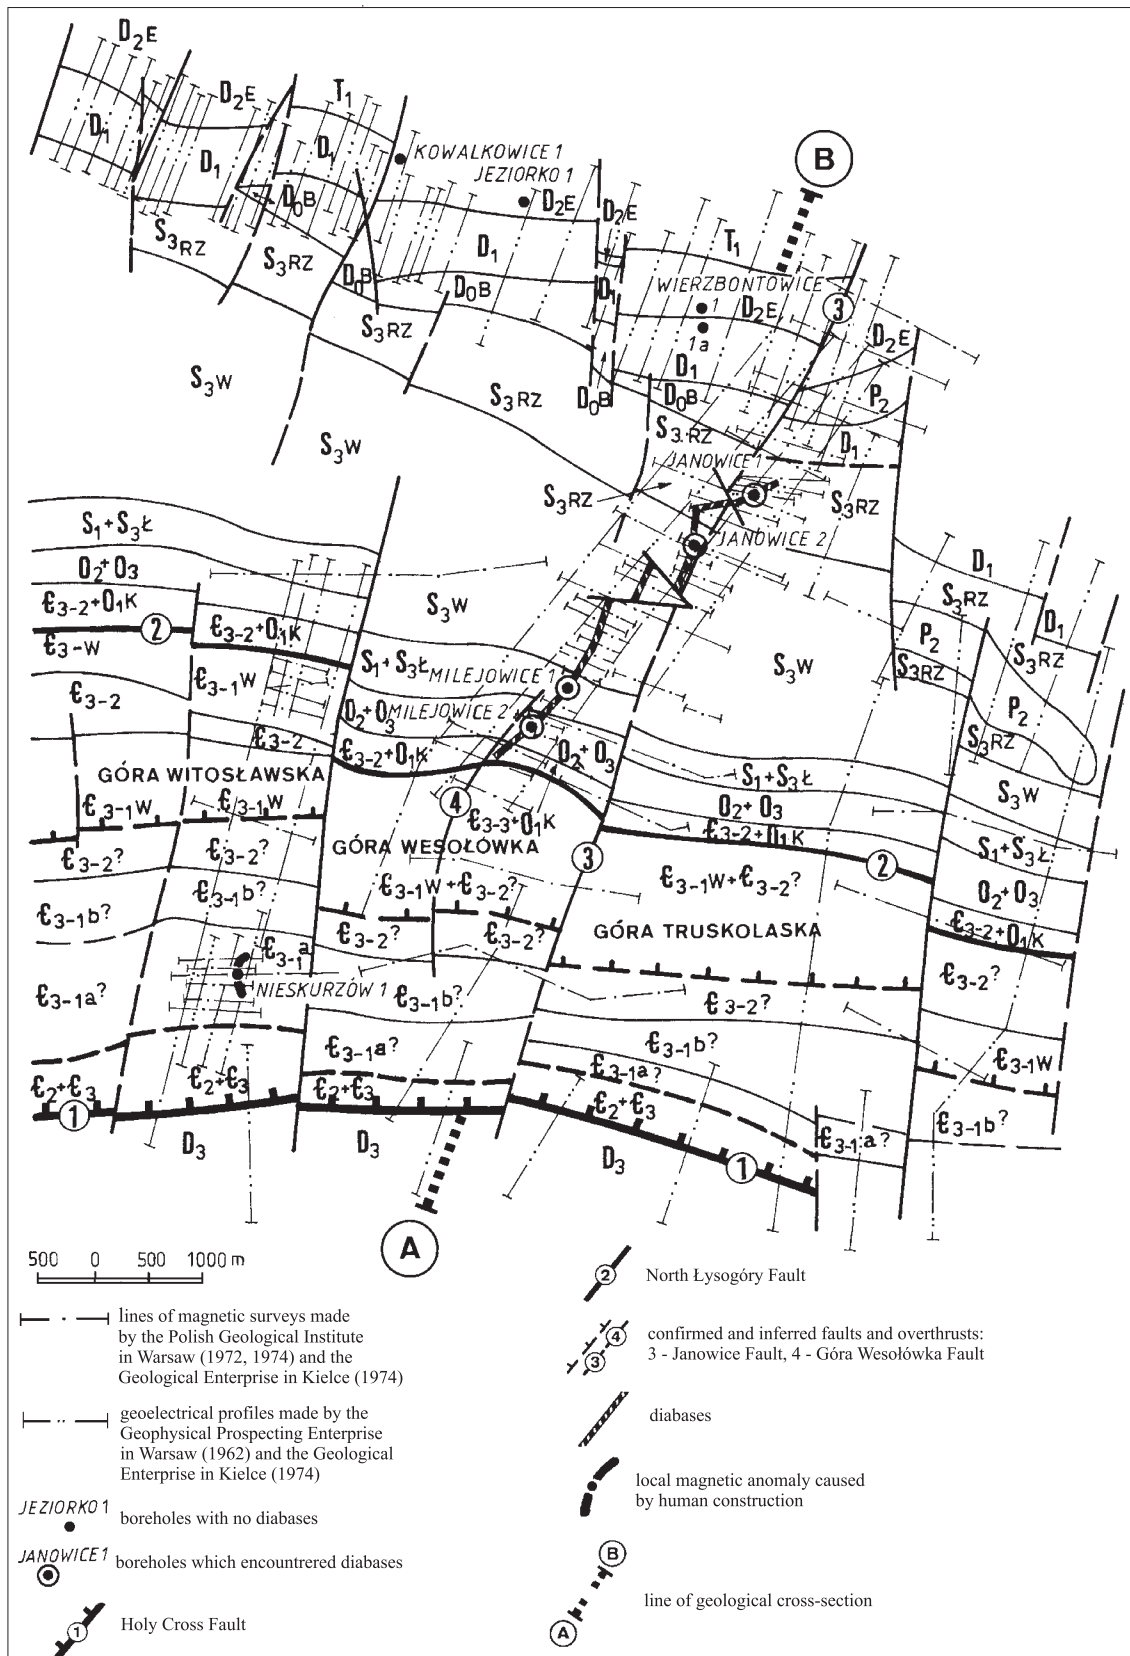 D2E
D2E
T1
D1
D1
D1
KOWALKOWICE 1
JEZIORKO 1
B
D0B
D2E
D2E
T1
S3RZ
S3RZ
D1
D0B
D0B
D1
WIERZBONTOWICE
1
1a
D2E
3
D2E
S3RZ
S3W
D1
D0B
D0B
P2
S3RZ
S3RZ
D1
S3W
JANOWICE 1
S3RZ
S3RZ
S1+S3Ł
JANOWICE 2
O2+O3
D1
Є3-2+O1K
S3W
S3RZ
2
Є3-2+O1K
P2
D1
Є3-W
S1+S3Ł
MILEJOWICE 1
S3W
S3RZ
S3RZ
Є3-1W
Є3-2
O2+O3
MILEJOWICE 2
P2
Є3-2
Є3-2+O1K
O2+O3
S3RZ
GÓRA WITOSŁAWSKA
S1+S3Ł
S3W
Є3-1W
Є3-1W
4
Є3-3+O1K
O2+O3
Є3-2+O1K
GÓRA WESOŁÓWKA
S1+S3Ł
Є3-2?
Є3-2?
3
2
Є3-1W+Є3-2?
Є3-1W+Є3-2?
O2+O3
Є3-1b?
Є3-1b?
Є3-2?
Є3-2?
GÓRA TRUSKOLASKA
Є3-2+O1K
Є3-1a
Є3-2?
NIESKURZÓW 1
Є3-1a?
Є3-1b?
Є3-2?
Є3-1a?
Є3-1b?
Є3-1W
Є3-1a?
Є2+Є3
Є2+Є3
Є2+Є3
Є2+Є3
1
Є3-1b?
Є3-1a?
D3
D3
D3
1
A
500 0 500 1000 m
lines of magnetic surveys made
by the Polish Geological Institute
in Warsaw (1972, 1974) and the
Geological Enterprise in Kielce (1974)
geoelectrical profiles made by the
Geophysical Prospecting Enterprise
in Warsaw (1962) and the Geological
Enterprise in Kielce (1974)
JEZIORKO 1
boreholes with no diabases
JANOWICE 1
boreholes which encountrered diabases
1
Holy Cross Fault
2
North Łysogóry Fault
4
3
confirmed and inferred faults and overthrusts:
3 - Janowice Fault, 4 - Góra Wesołówka Fault
diabases
local magnetic anomaly caused
by human construction
B
A
line of geological cross-section